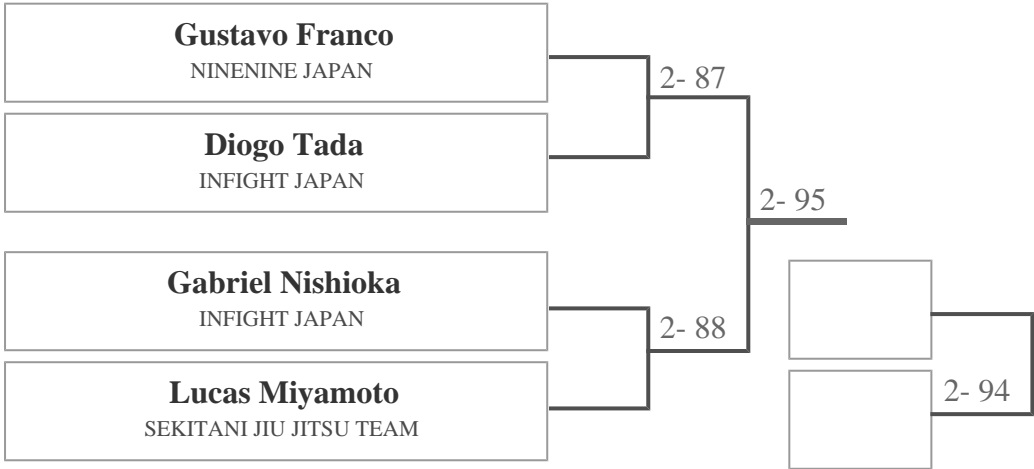 Gustavo Franco
NINENINE JAPAN
2- 87
Diogo Tada
INFIGHT JAPAN
2- 95
Gabriel Nishioka
INFIGHT JAPAN
2- 88
Lucas Miyamoto
SEKITANI JIU JITSU TEAM
2- 94